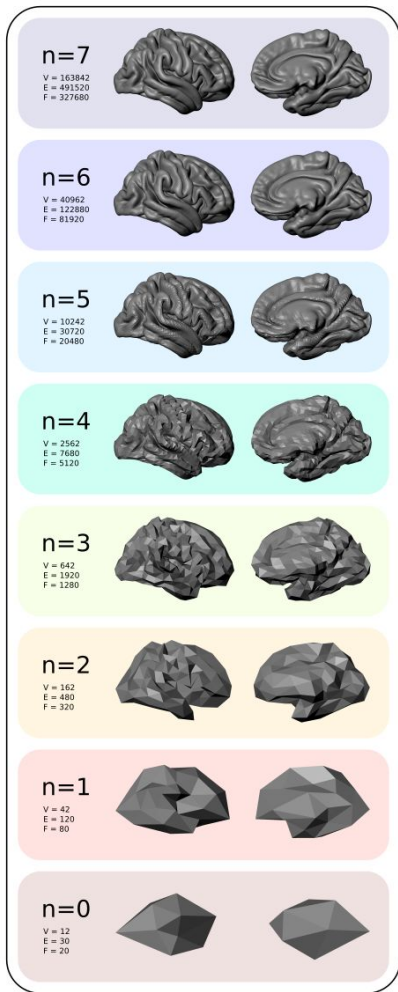 n=7
V = 163842
E = 491520
F = 327680
n=6
V = 40962
E = 122880
F = 81920
n=5
V = 10242
E = 30720
F = 20480
n=4
V = 2562
E = 7680
F = 5120
n=3
V = 642
E = 1920
F = 1280
n=2
V = 162
E = 480
F = 320
n=1
V = 42
E = 120
F = 80
n=0
V = 12
E = 30
F = 20